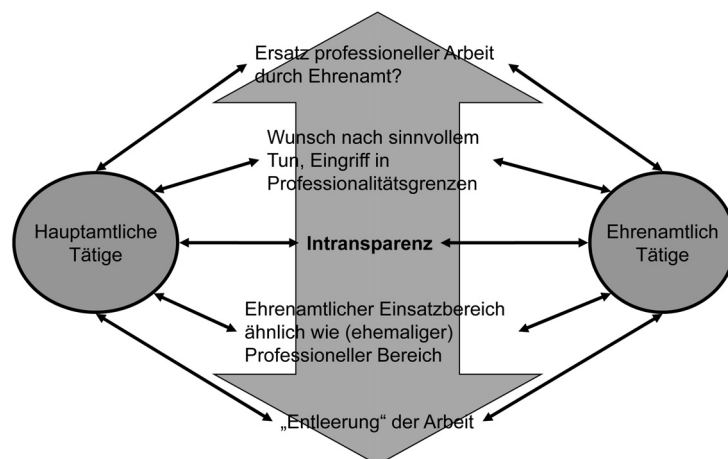 Ersatz professioneller Arbeit
durch Ehrenamt?
Wunsch nach sinnvollem
Tun, Eingriff in
Professionalitätsgrenzen
Hauptamtliche
Tätige
Intransparenz
Ehrenamtlich
Tätige
Ehrenamtlicher Einsatzbereich
ähnlich wie (ehemaliger)
Professioneller Bereich
„Entleerung“ der Arbeit